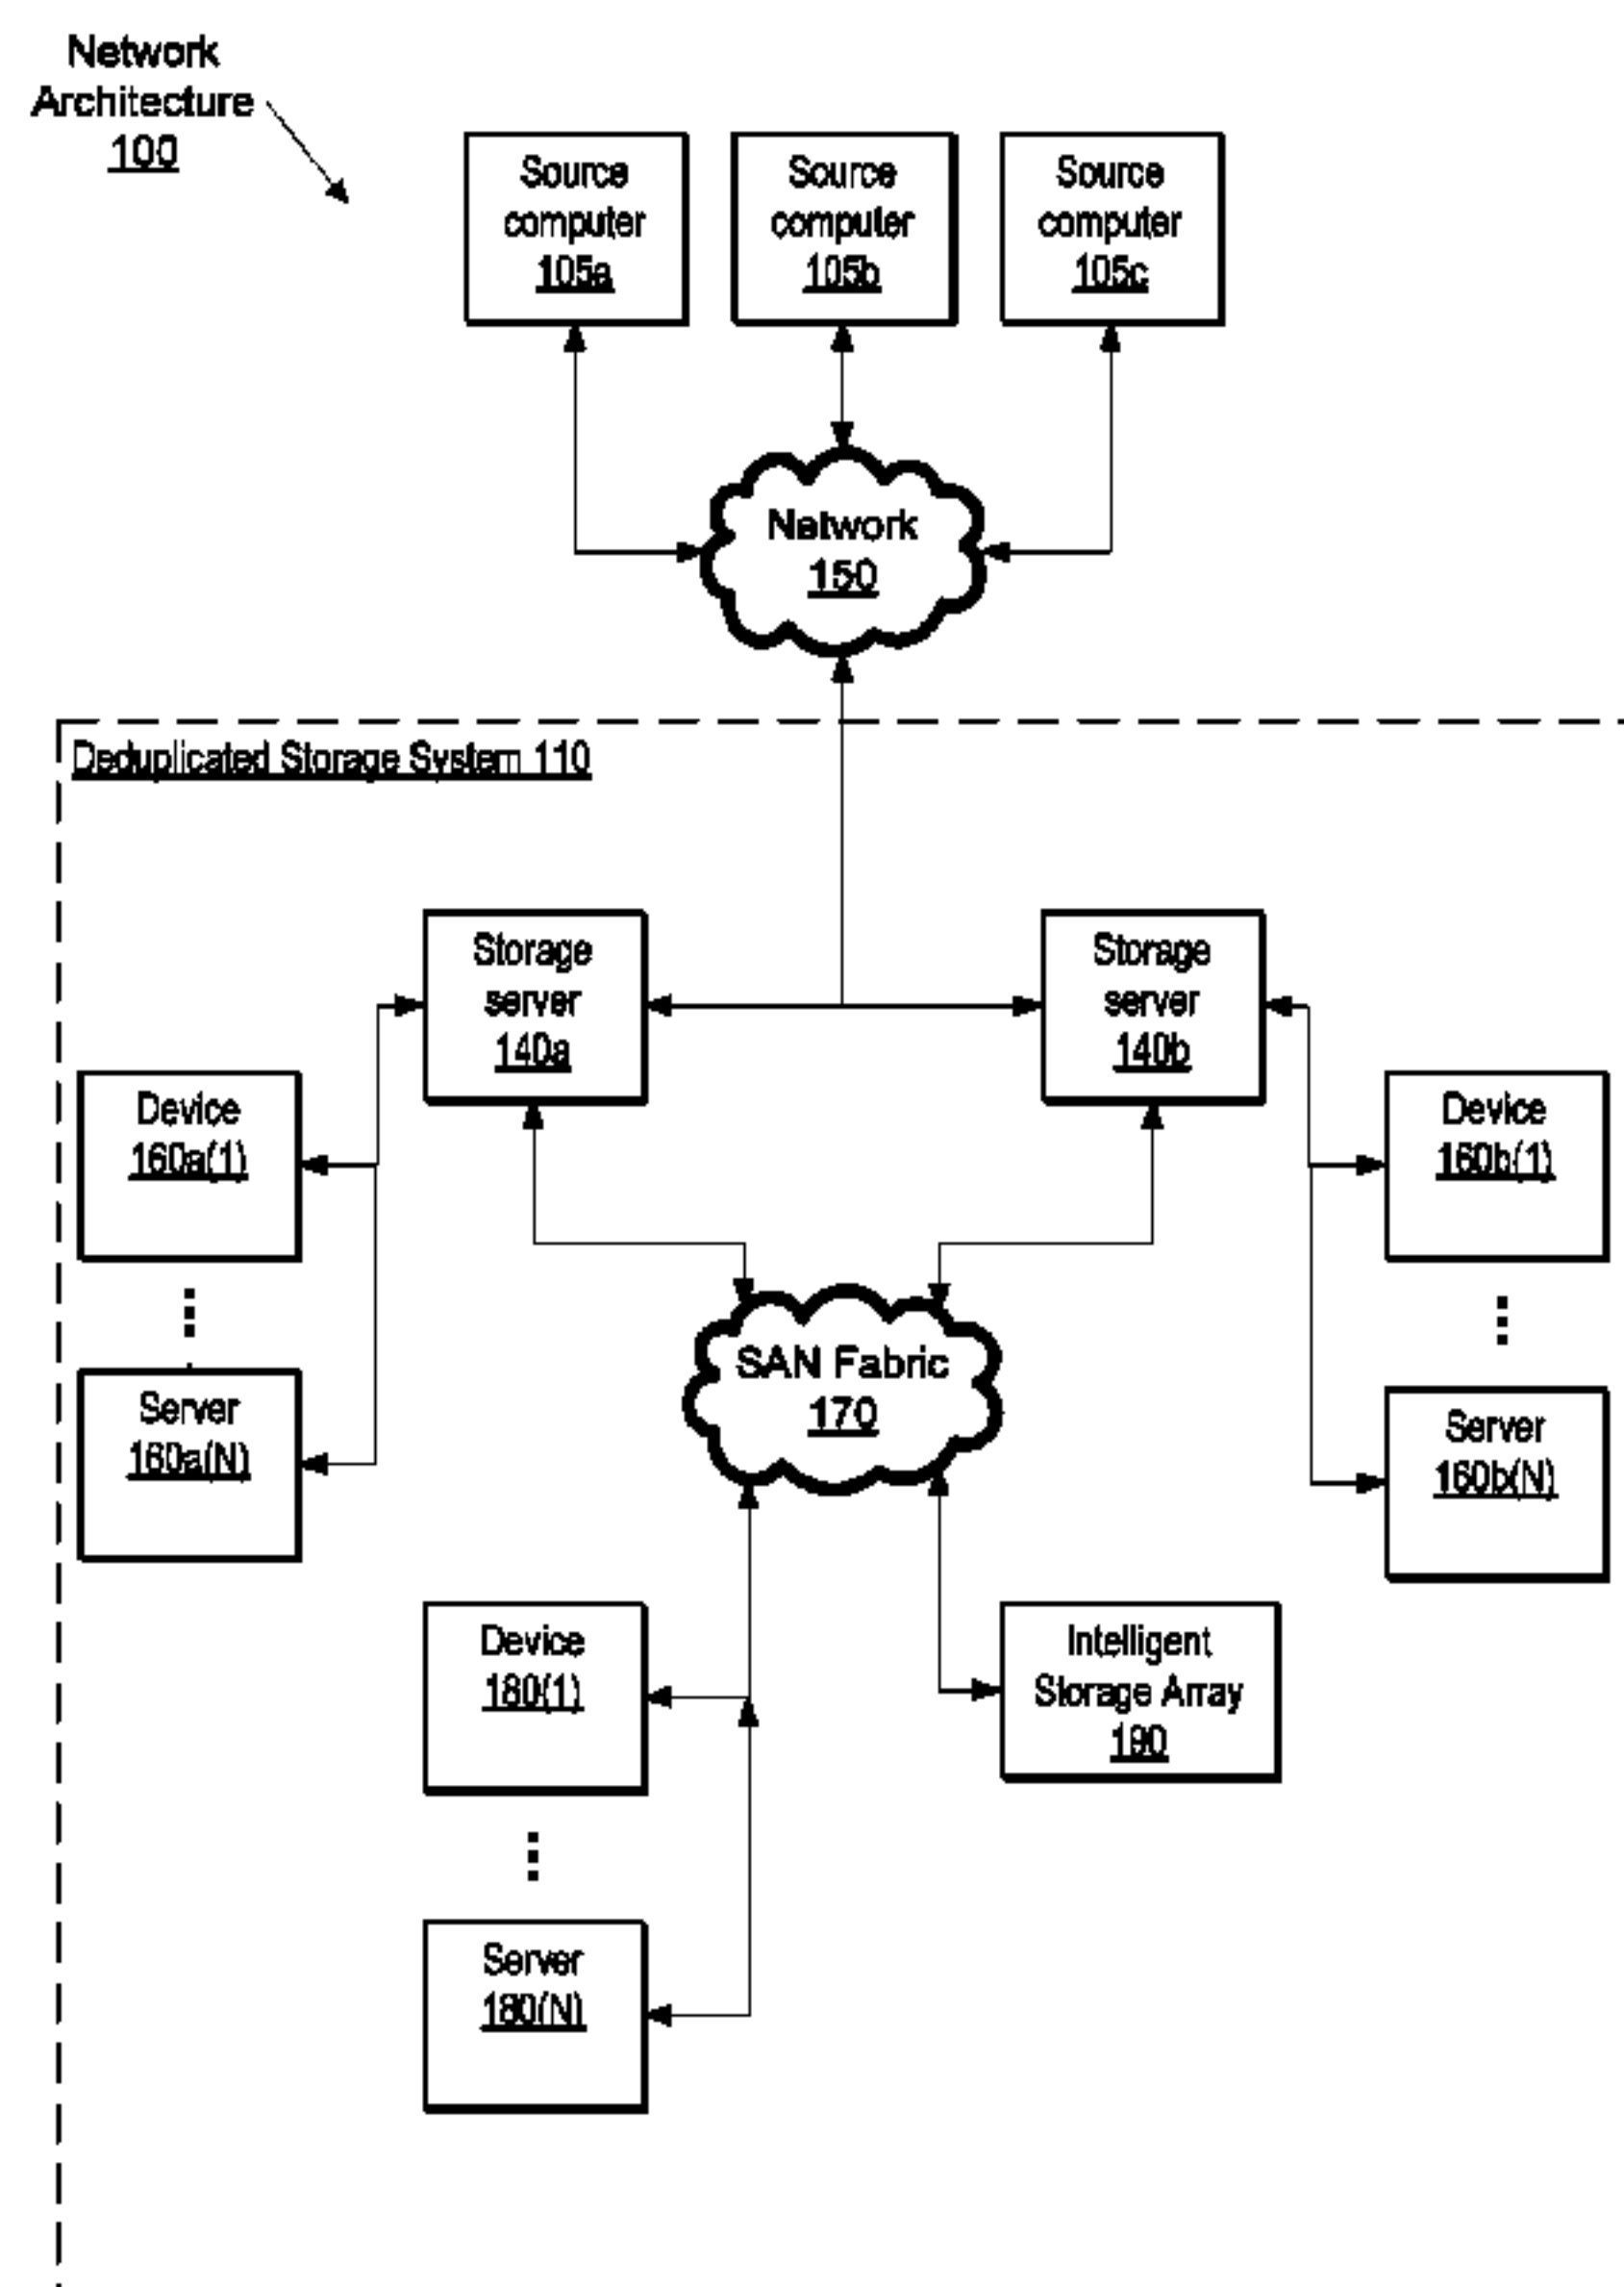 Network
Architecture
100
Source
computer
105a
Source
computer
105b
Source
computer
105c
Network
150
Deduplicated Storage System 110
Storage
server
140a
Storage
server
140b
Device
160a(1)
Device
160b(1)
Server
160a(N)
SAN Fabric
170
Server
160b(N)
Device
180(1)
Intelligent
Storage Array
190
Server
180(N)